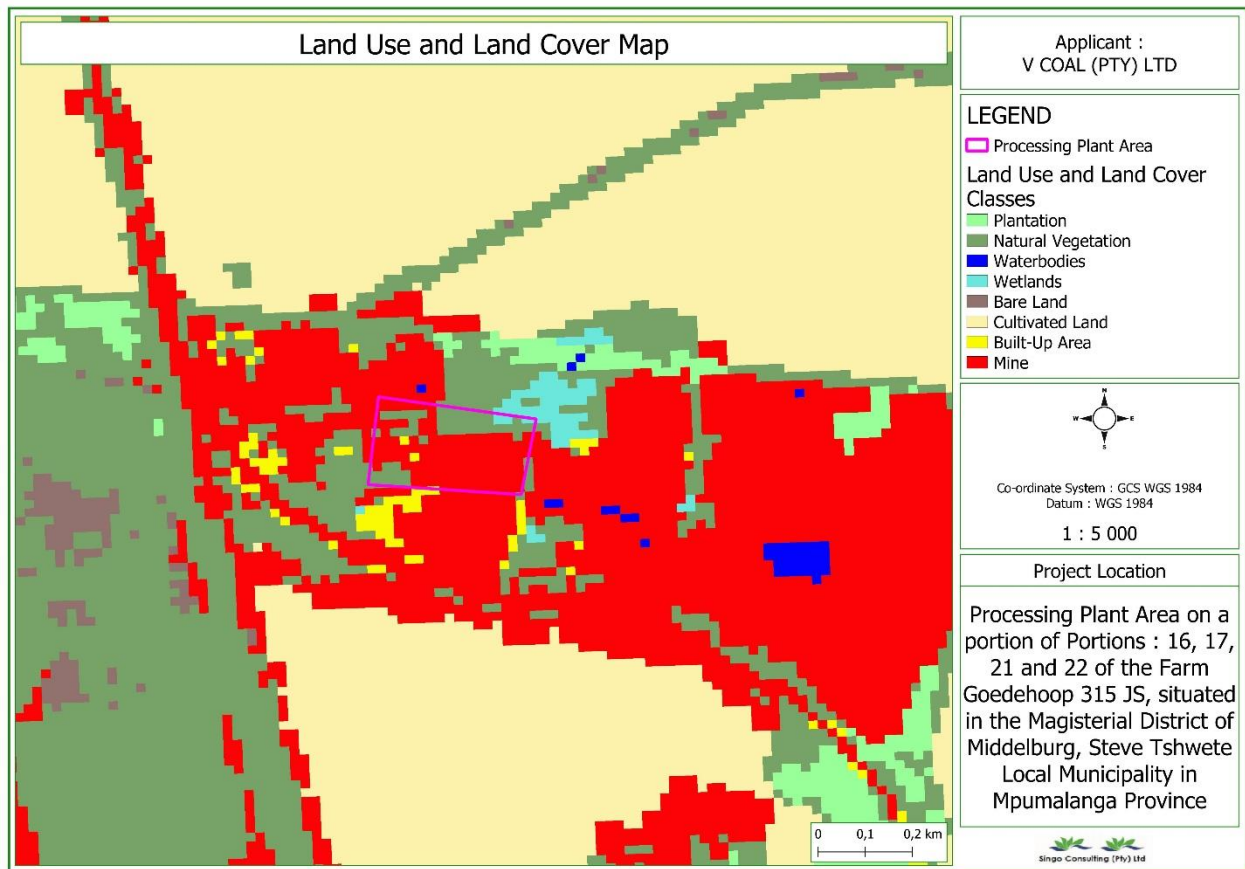 Land Use and Land Cover Map
Applicant :
V COAL (PTY) LTD
LEGEND
Processing Plant Area
Land Use and Land Cover
Classes
Plantation
Natural Vegetation
Waterbodies
Wetlands
Bare Land
Cultivated Land
Built-Up Area
Mine
N
W
E
S
Co-ordinate System : GCS WGS 1984
Datum : WGS 1984
1 : 5 000
Project Location
Processing Plant Area on a
portion of Portions : 16, 17,
21 and 22 of the Farm
Goedehoop 315 JS, situated
in the Magisterial District of
Middelburg, Steve Tshwete
Local Municipality in
Mpumalanga Province
0 0,1 0,2 km
Singo Consulting (Pty) Ltd